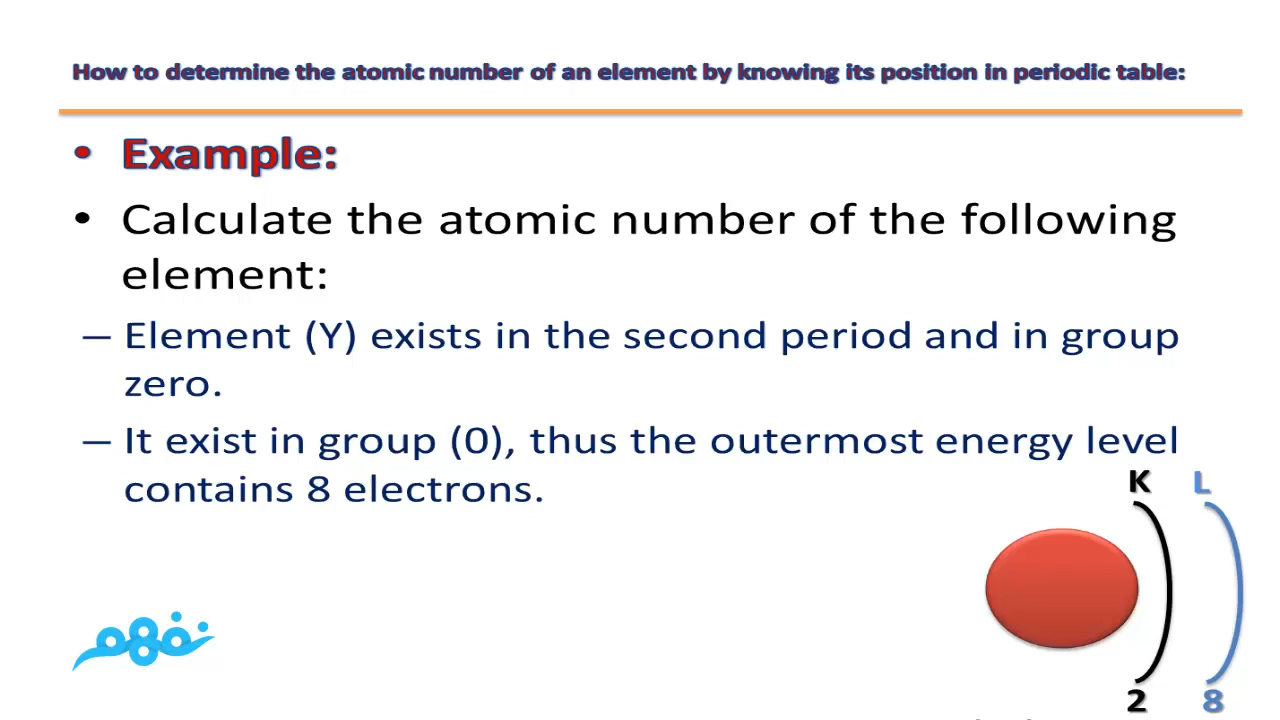 How to determine the atomic number of an element by knowing its position in periodic table:
• Example:
• Calculate the atomic number of the following
element:
– Element (Y) exists in the second period and in group
zero.
– It exist in group (0), thus the outermost energy level
contains 8 electrons.
K L
2 8
نفهم